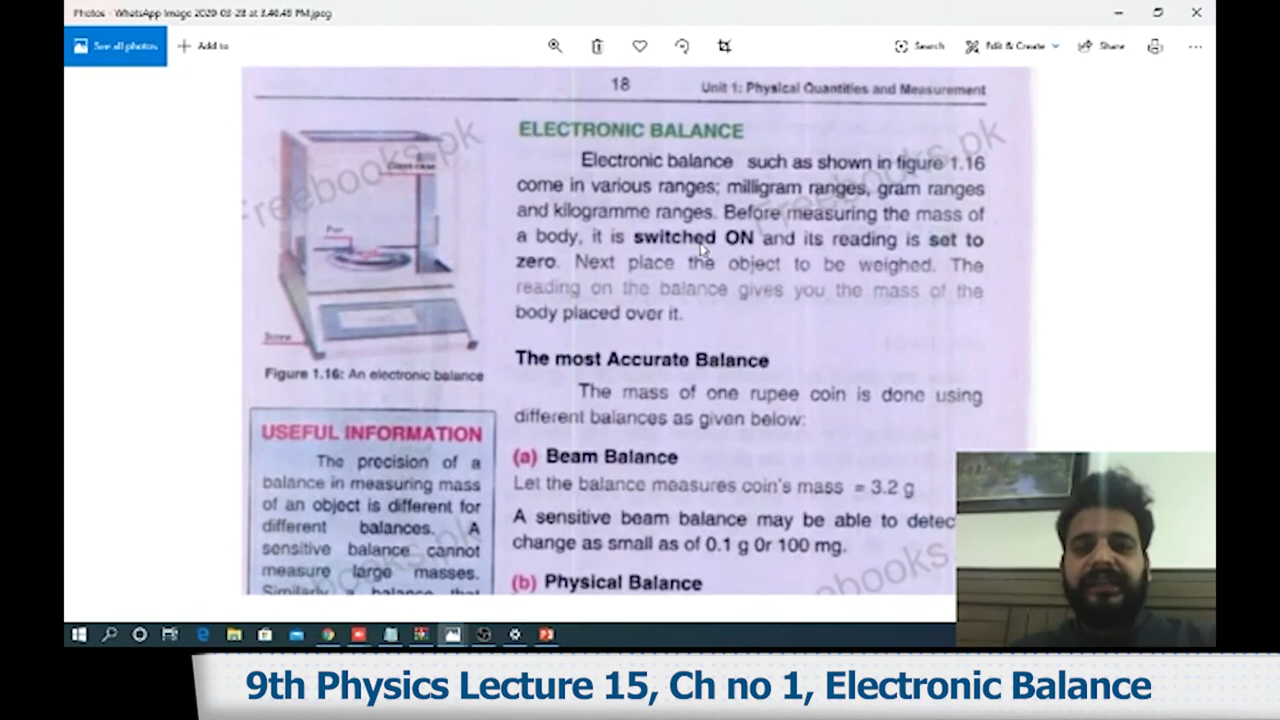 Photos - WhatsApp Image 2020-03-28 at 3.40.45 PM.jpeg
See all photos
Add to
Search
Edit & Create
Share
18
Unit 1: Physical Quantities and Measurement
Glass case
Pan
Screw
Figure 1.16: An electronic balance
USEFUL INFORMATION
The precision of a
balance in measuring mass
of an object is different for
different balances. A
sensitive balance cannot
measure large masses.
Similarly a balance that
ELECTRONIC BALANCE
Electronic balance such as shown in figure 1.16
come in various ranges; milligram ranges, gram ranges
and kilogramme ranges. Before measuring the mass of
a body, it is switched ON and its reading is set to
zero. Next place the object to be weighed. The
reading on the balance gives you the mass of the
body placed over it.
The most Accurate Balance
The mass of one rupee coin is done using
different balances as given below:
(a) Beam Balance
Let the balance measures coin's mass = 3.2 g
A sensitive beam balance may be able to detec
change as small as of 0.1 g 0r 100 mg.
(b) Physical Balance
Freebooks.pk
Freebooks.pk
9th Physics Lecture 15, Ch no 1, Electronic Balance